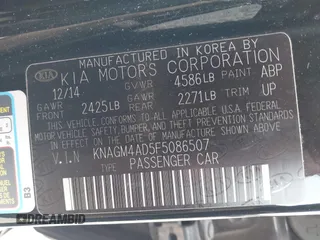 MANUFACTURED IN KOREA BY
KIA KIA MOTORS CORPORATION
12/14 GVWR 4586LB PAINT ABP
GAWR FRONT 2425LB GAWR REAR 2271LB TRIM UP
THIS VEHICLE CONFORMS TO ALL APPLICABLE
FEDERAL MOTOR VEHICLE SAFETY, BUMPER, AND
THEFT PREVENTION STANDARDS IN EFFECT ON THE
DATE OF MANUFACTURE SHOWN ABOVE.
V.I.N KNAGM4AD5F5086507
TYPE: PASSENGER CAR
B3
DREAMBID